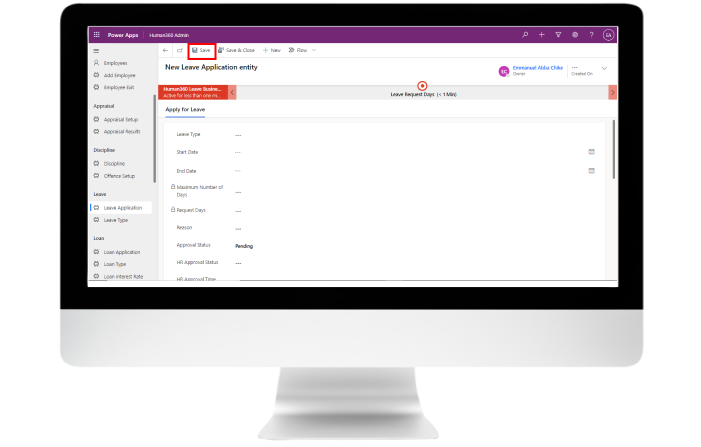 Power Apps | Human360 Admin
EA
Save Save & Close + New Flow
New Leave Application entity
EC Emmanuel Aldia Chike
Owner
---
Created On
Human360 Leave Busine...
Active for less than one m...
Leave Request Days (< 1 Min)
Apply for Leave
Employees
Add Employee
Employee Exit
Appraisal
Appraisal Setup
Appraisal Results
Discipline
Discipline
Offence Setup
Leave
Leave Application
Leave Type
Loan
Loan Application
Loan Type
Loan Interest Rate
Leave Type ---
Start Date ---
End Date ---
Maximum Number of
Days ---
Request Days ---
Reason ---
Approval Status Pending
HR Approval Status ---
HR Approval Time